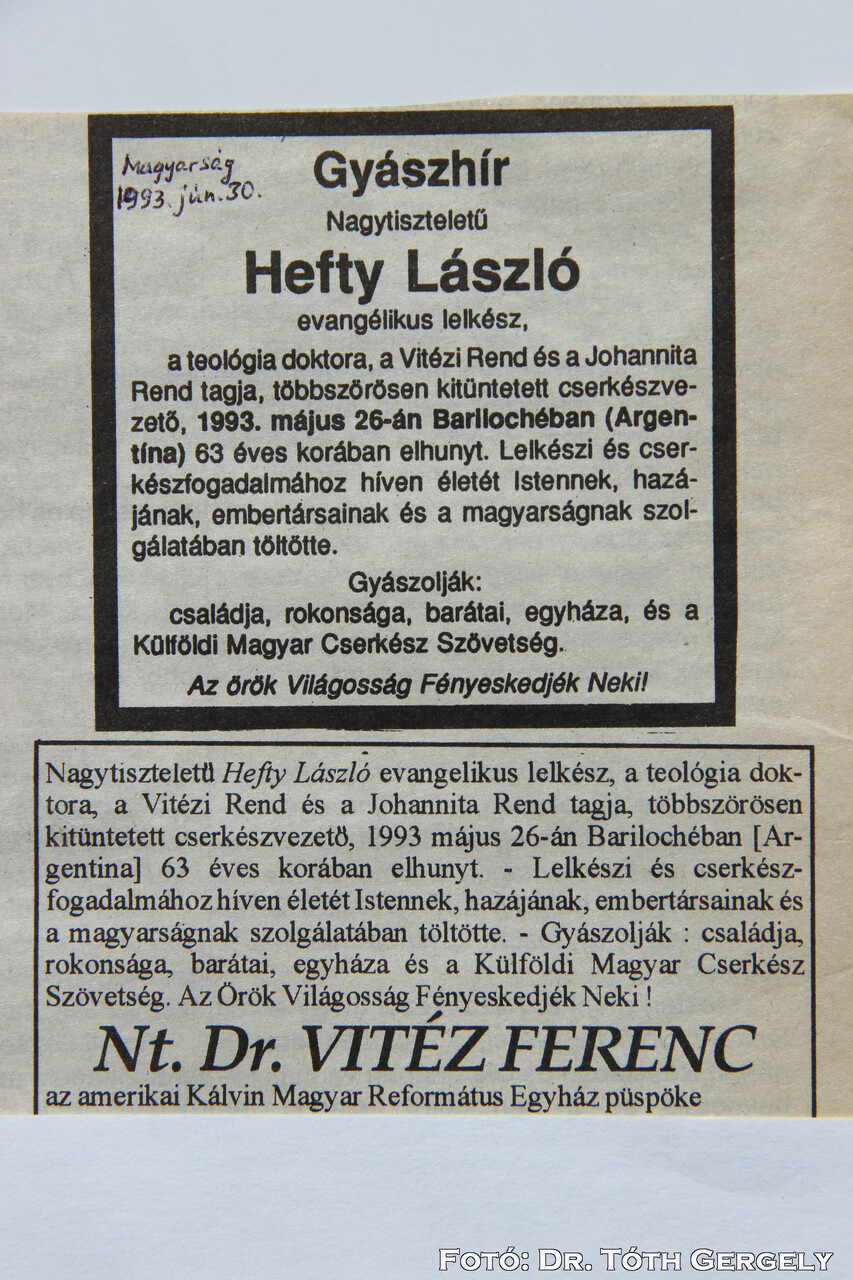 Magyarság
1993. jún. 30.
Gyászhír
Nagytiszteletű
Hefty László
evangélikus lelkész,
a teológia doktora, a Vitézi Rend és a Johannita
Rend tagja, többszörösen kitüntetett cserkészve-
zető, 1993. május 26-án Barilochéban (Argen-
tína) 63 éves korában elhunyt. Lelkészi és cser-
készfogadalmához híven életét Istennek, hazá-
jának, embertársainak és a magyarságnak szol-
gálatában töltötte.
Gyászolják:
családja, rokonsága, barátai, egyháza, és a
Külföldi Magyar Cserkész Szövetség.
Az örök Világosság Fényeskedjék Neki!
Nagytiszteletű Hefty László evangelikus lelkész, a teológia dok-
tora, a Vitézi Rend és a Johannita Rend tagja, többszörösen
kitüntetett cserkészvezető, 1993 május 26-án Barilochéban [Ar-
gentina] 63 éves korában elhunyt. - Lelkészi és cserkész-
fogadalmához híven életét Istennek, hazájának, embertársainak és
a magyarságnak szolgálatában töltötte. - Gyászolják : családja,
rokonsága, barátai, egyháza és a Külföldi Magyar Cserkész
Szövetség. Az Örök Világosság Fényeskedjék Neki !
Nt. Dr. VITÉZ FERENC
az amerikai Kálvin Magyar Református Egyház püspöke
Fotó: Dr. Tóth Gergely